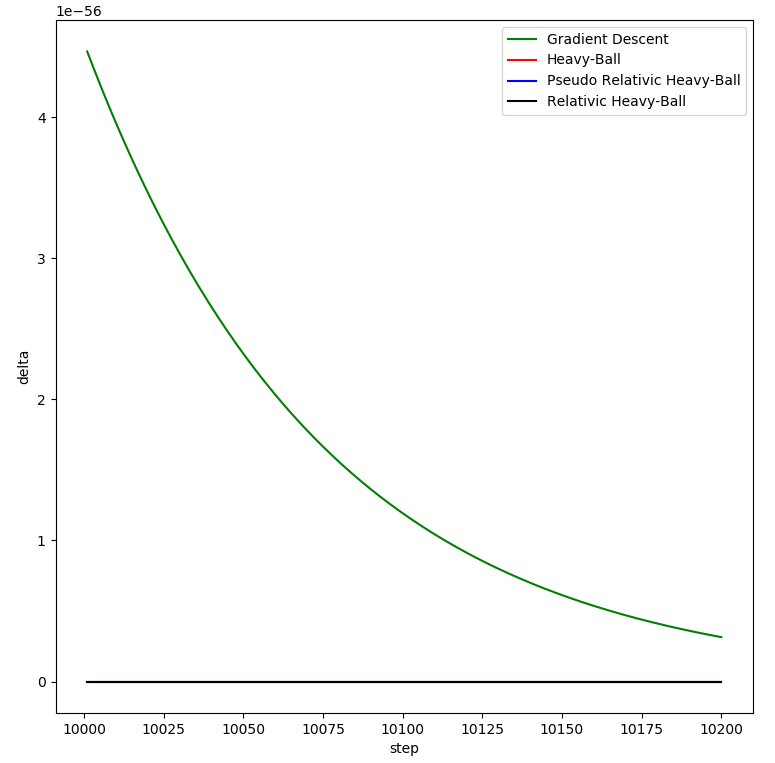 1e−56
Gradient Descent
Heavy-Ball
Pseudo Relativic Heavy-Ball
Relativic Heavy-Ball
4
3
delta
2
1
0
10000 10025 10050 10075 10100 10125 10150 10175 10200
step